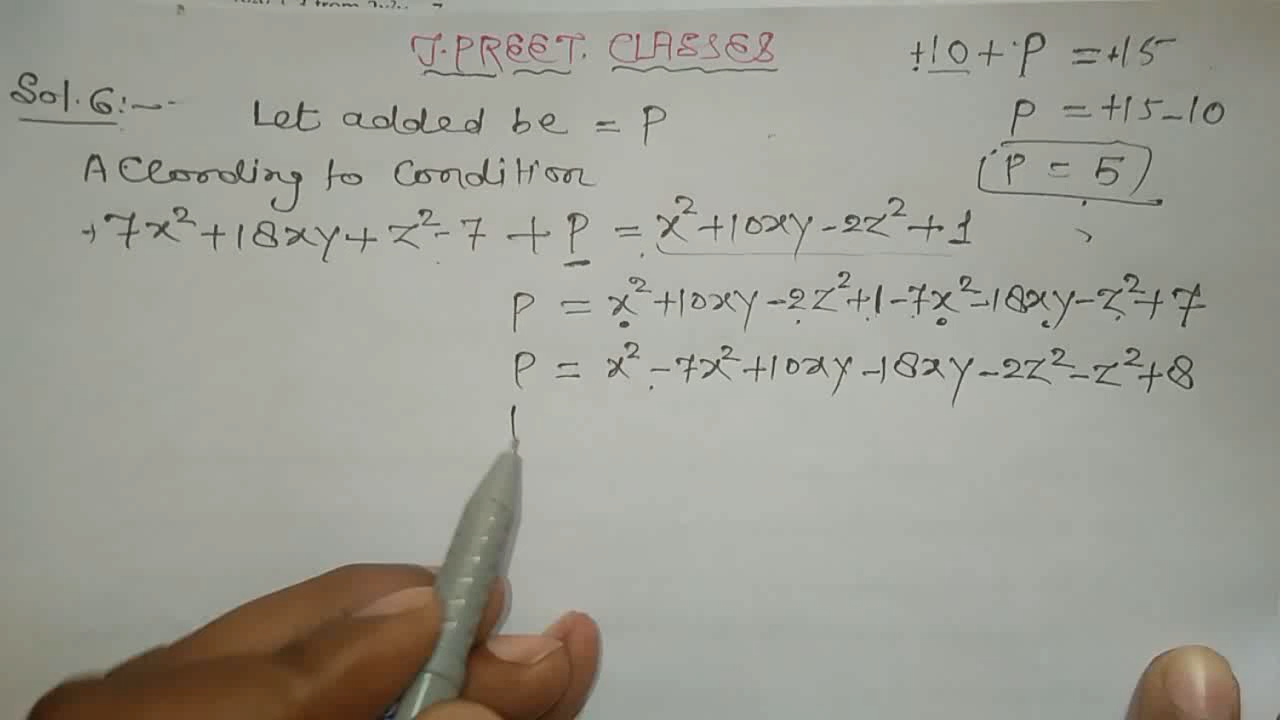 J.PREET. CLASSES
+10 + P = +15
P = +15-10
P = 5
Sol.6:-
Let added be = P
According to condition
7x²+18xy+z²-7 + P = x²+10xy-2z²+1
P = x²+10xy-2z²+1-7x²-18xy-z²+7
P = x²-7x²+10xy-18xy-2z²-z²+8